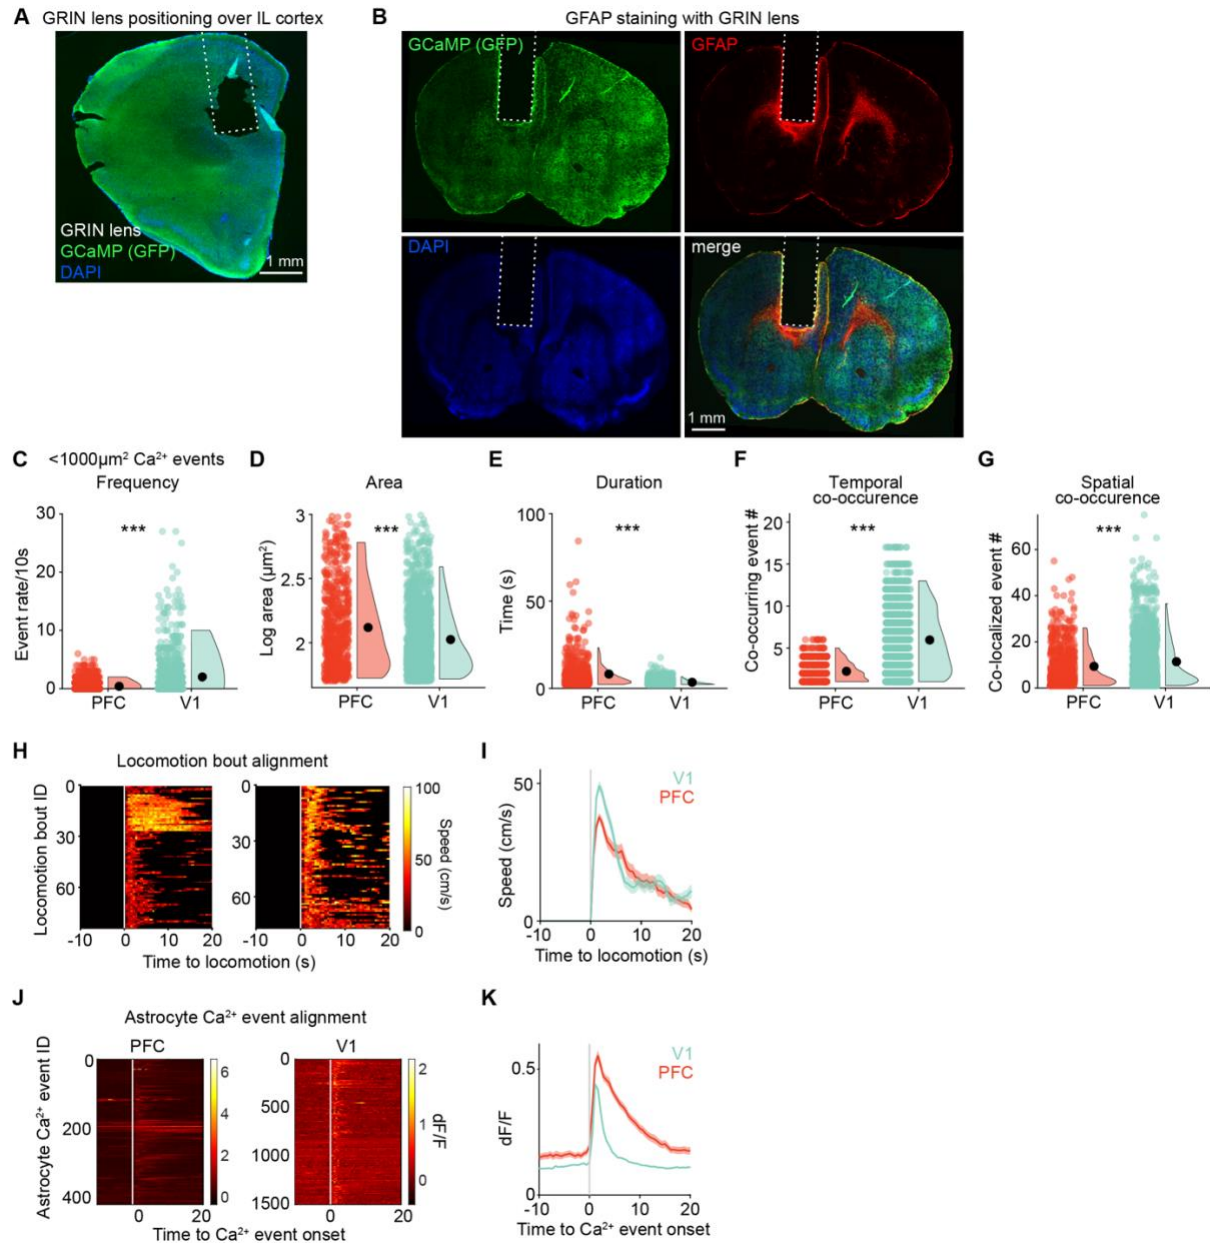 A GRIN lens positioning over IL cortex
GRIN lens
GCaMP (GFP)
DAPI
1 mm
B GFAP staining with GRIN lens
GCaMP (GFP)
GFAP
DAPI
merge
1 mm
C <1000µm² Ca²⁺ events
Frequency
Event rate/10s
30
20
10
0
***
PFC V1
D Area
Log area (µm²)
3
2.5
2
***
PFC V1
E Duration
Time (s)
100
50
0
***
PFC V1
F Temporal
co-occurence
Co-occurring event #
20
15
10
5
0
***
PFC V1
G Spatial
co-occurence
Co-localized event #
60
40
20
0
***
PFC V1
H Locomotion bout alignment
Locomotion bout ID
0
30
60
-10 0 10 20
-10 0 10 20
Time to locomotion (s)
100
50
0
Speed (cm/s)
I
V1
PFC
Speed (cm/s)
50
0
-10 0 10 20
Time to locomotion (s)
J Astrocyte Ca²⁺ event alignment
PFC V1
Astrocyte Ca²⁺ event ID
0
200
400
-10 0 20
6
4
2
0
0
500
1000
1500
-10 0 20
2
1
0
dF/F
Time to Ca²⁺ event onset
K
V1
PFC
dF/F
0.5
0
-10 0 10 20
Time to Ca²⁺ event onset